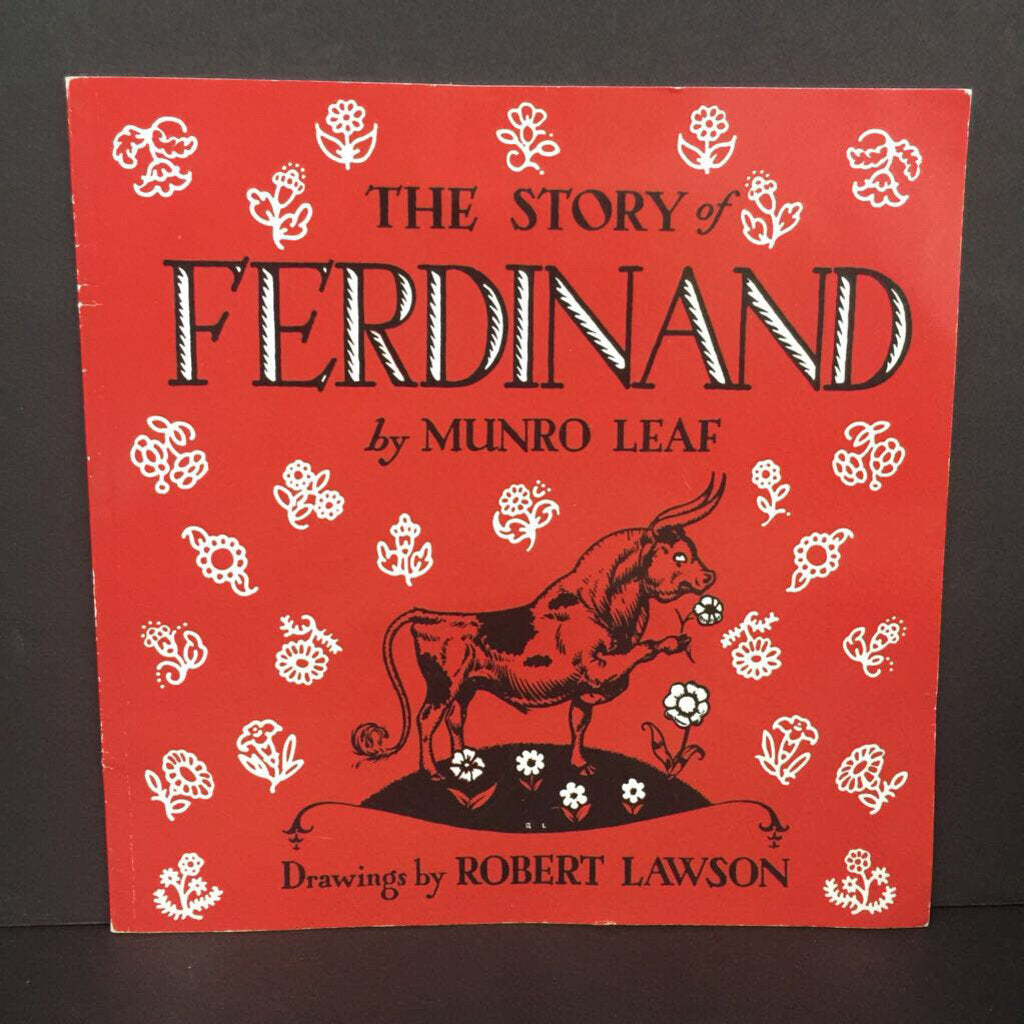 THE STORY of
FERDINAND
by MUNRO LEAF
R L
Drawings by ROBERT LAWSON